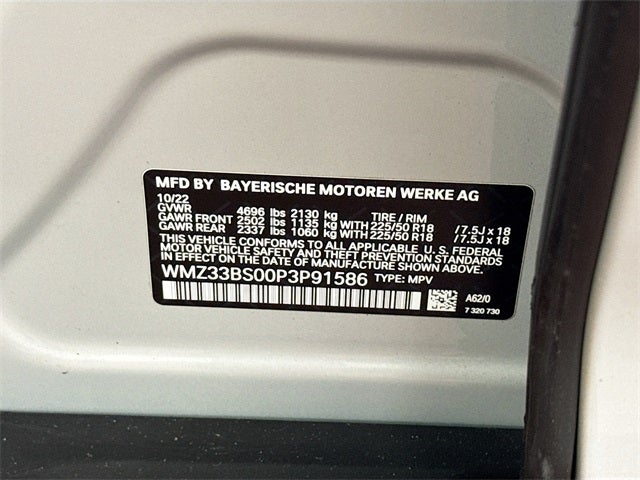 MFD BY BAYERISCHE MOTOREN WERKE AG
10/22
GVWR 4696 lbs 2130 kg TIRE / RIM
GAWR FRONT 2502 lbs 1135 kg WITH 225/50 R18 / 7.5J x 18
GAWR REAR 2337 lbs 1060 kg WITH 225/50 R18 / 7.5J x 18
THIS VEHICLE CONFORMS TO ALL APPLICABLE U. S. FEDERAL
MOTOR VEHICLE SAFETY AND THEFT PREVENTION STANDARDS
IN EFFECT ON THE DATE OF MANUFACTURE SHOWN ABOVE.
WMZ33BS00P3P91586 TYPE: MPV
A62/0
7 320 730